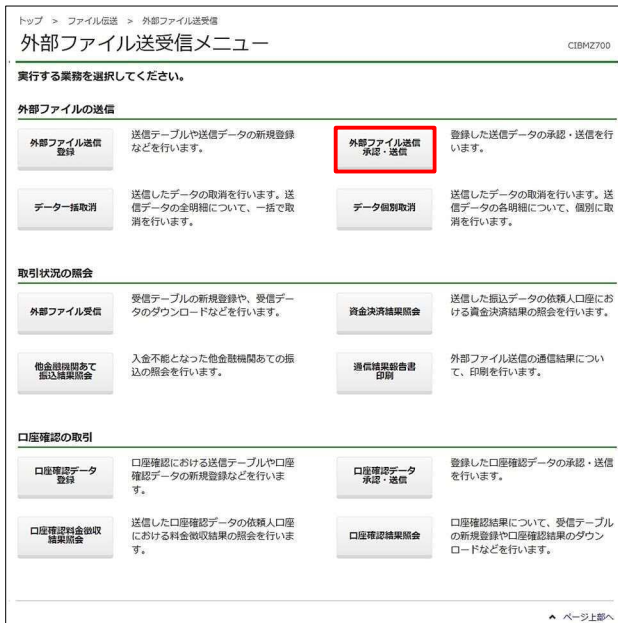 トップ > ファイル伝送 > 外部ファイル送受信
外部ファイル送受信メニュー
CIBMZ700
実行する業務を選択してください。
外部ファイルの送信
外部ファイル送信
登録
送信テーブルや送信データの新規登録
などを行います。
外部ファイル送信
承認・送信
登録した送信データの承認・送信を行
います。
データ一括取消
送信したデータの取消を行います。送
信データの全明細について、一括で取
消を行います。
データ個別取消
送信したデータの取消を行います。送
信データの各明細について、個別に取
消を行います。
取引状況の照会
外部ファイル受信
受信テーブルの新規登録や、受信デー
タのダウンロードなどを行います。
資金決済結果照会
送信した振込データの依頼人口座にお
ける資金決済結果の照会を行います。
他金融機関あて
振込結果照会
入金不能となった他金融機関あての振
込の照会を行います。
通信結果報告書
印刷
外部ファイル送信の通信結果につい
て、印刷を行います。
口座確認の取引
口座確認データ
登録
口座確認における送信テーブルや口座
確認データの新規登録などを行いま
す。
口座確認データ
承認・送信
登録した口座確認データの承認・送信
を行います。
口座確認料金徴収
結果照会
送信した口座確認データの依頼人口座
における料金徴収結果の照会を行いま
す。
口座確認結果照会
口座確認結果について、受信テーブル
の新規登録や口座確認結果のダウン
ロードなどを行います。
ページ上部へ